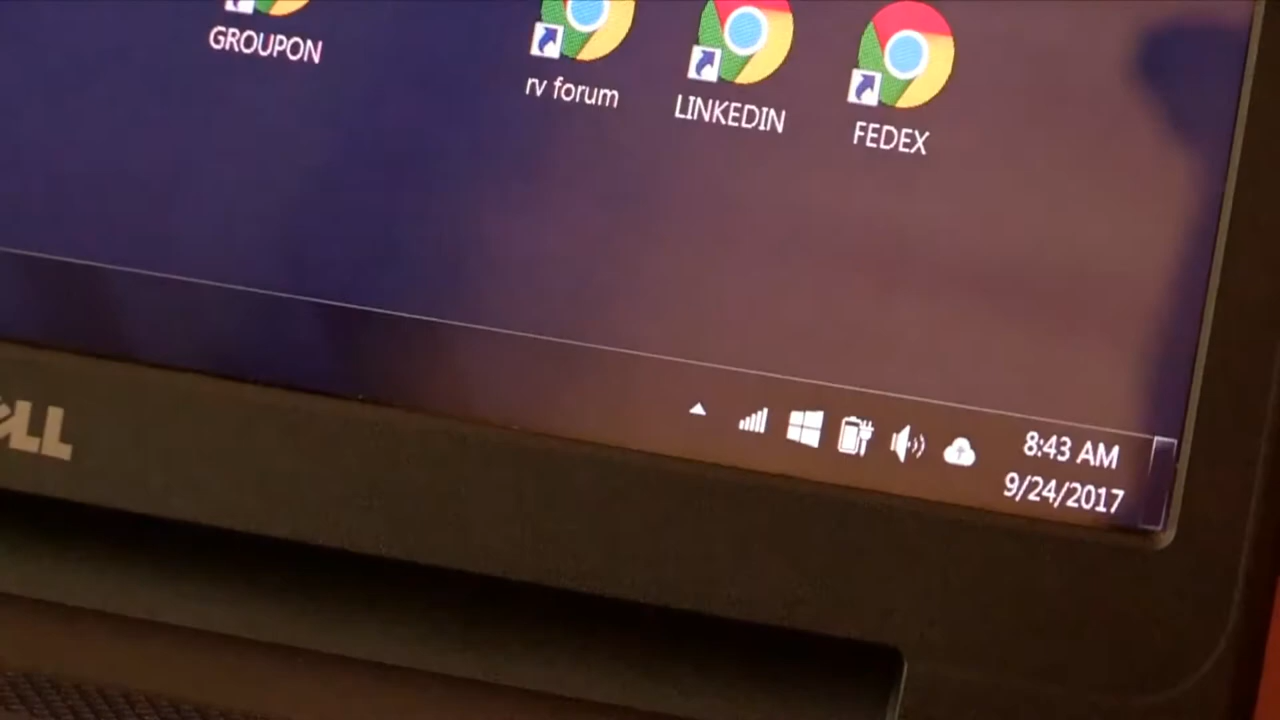 GROUPON
rv forum
LINKEDIN
FEDEX
8:43 AM
9/24/2017